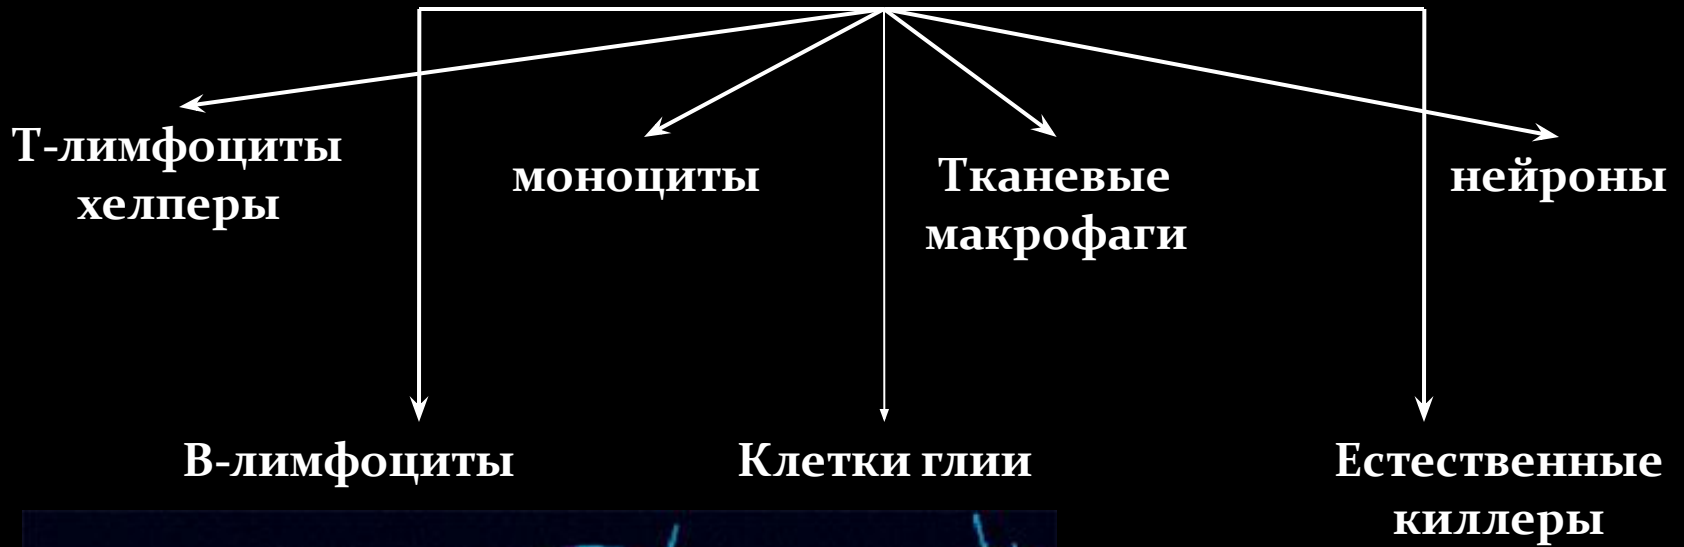 Т-лимфоциты
хелперы
моноциты
Тканевые
макрофаги
нейроны
В-лимфоциты
Клетки глии
Естественные
киллеры